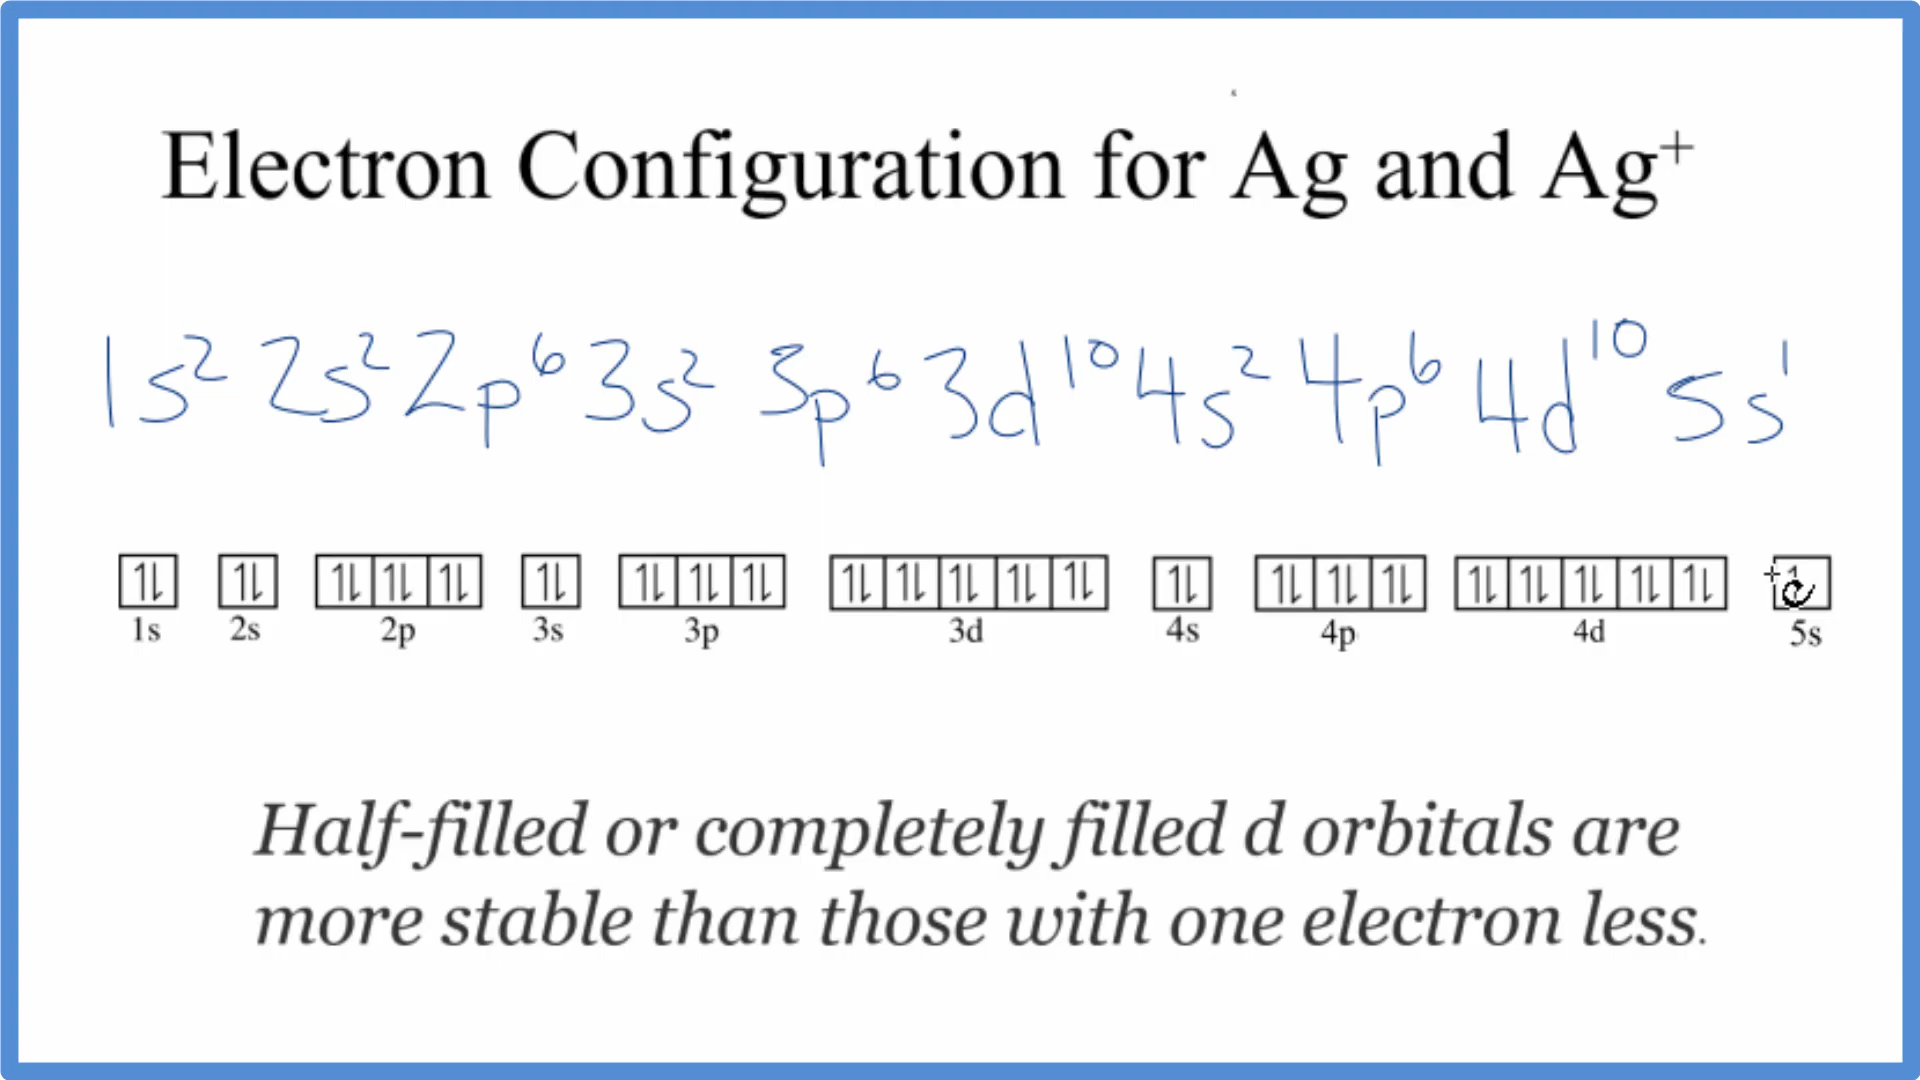 Electron Configuration for Ag and Ag⁺
1s² 2s² 2p⁶ 3s² 3p⁶ 3d¹⁰ 4s² 4p⁶ 4d¹⁰ 5s¹
1s 2s 2p 3s 3p 3d 4s 4p 4d 5s
Half-filled or completely filled d orbitals are
more stable than those with one electron less.